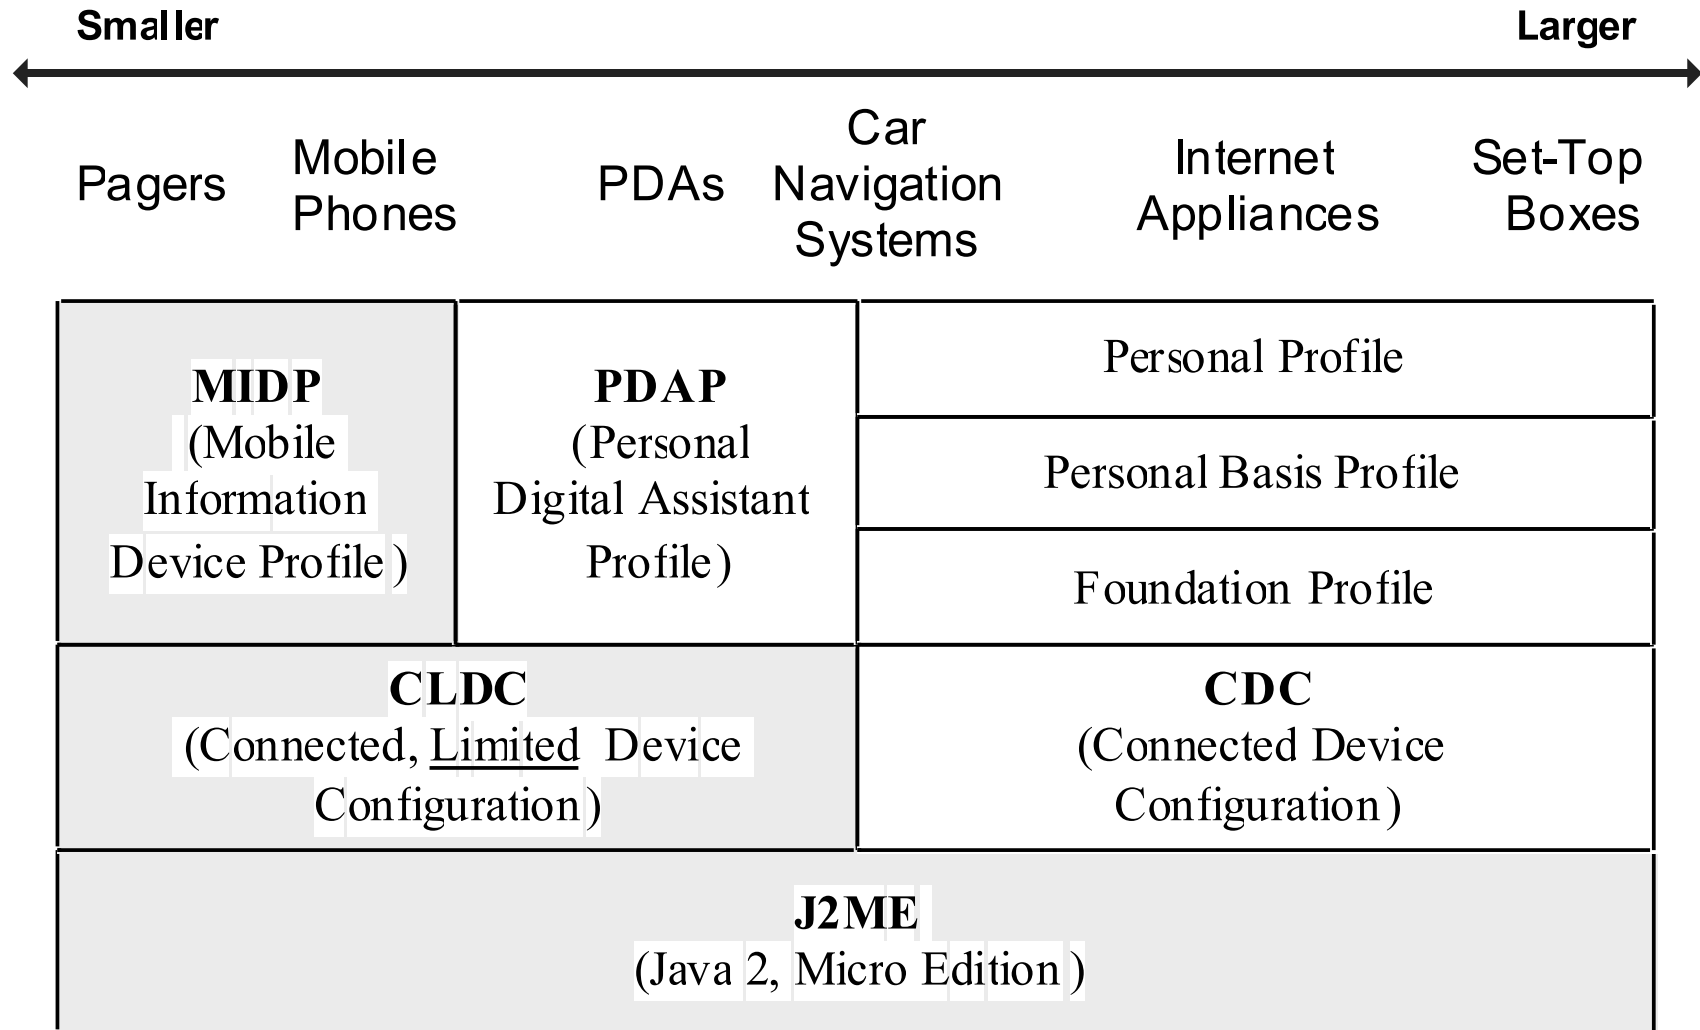 Smaller
Larger
Pagers
Mobile
Phones
PDAs
Car
Navigation
Systems
Internet
Appliances
Set-Top
Boxes
MIDP
(Mobile
Information
Device Profile)
PDAP
(Personal
Digital Assistant
Profile)
Personal Profile
Personal Basis Profile
Foundation Profile
CLDC
(Connected, Limited Device
Configuration)
CDC
(Connected Device
Configuration)
J2ME
(Java 2, Micro Edition)